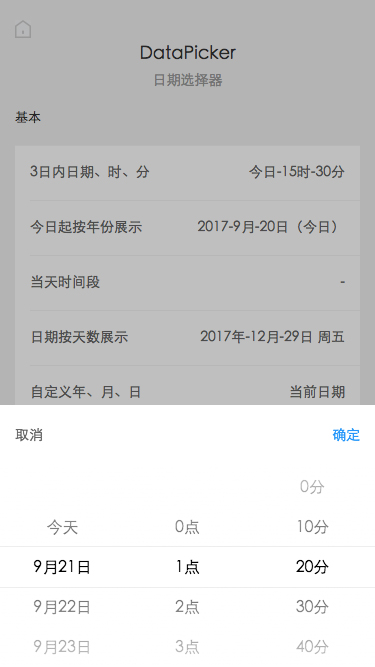 DataPicker
日期选择器
基本
3日内日期、时、分 今日-15时-30分
今日起按年份展示 2017-9月-20日（今日）
当天时间段 -
日期按天数展示 2017年-12月-29日 周五
自定义年、月、日 当前日期
取消 确定
0分
今天 0点 10分
9月21日 1点 20分
9月22日 2点 30分
9月23日 3点 40分